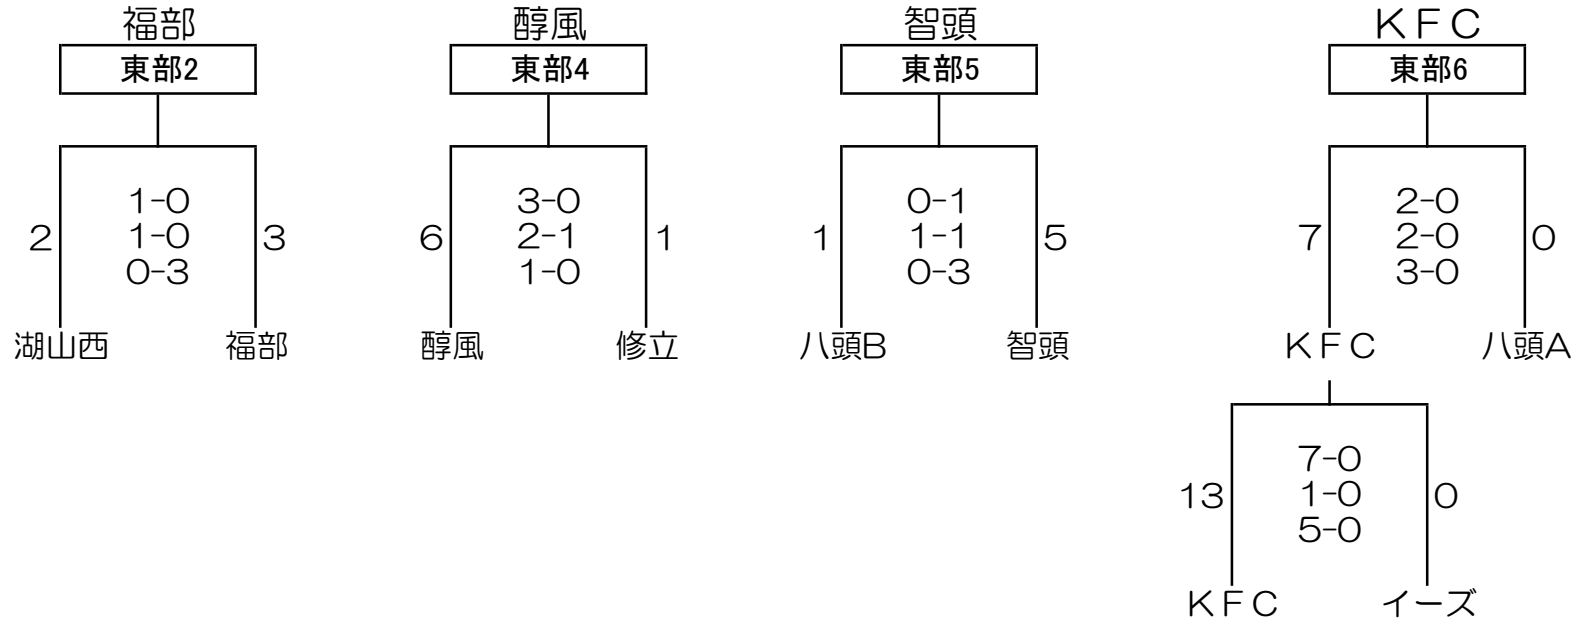 福部 醇風 智頭 ＫＦＣ
東部2 東部4 東部5 東部6
1-0 3-0 0-1 2-0
2 1-0 3 6 2-1 1 1 1-1 5 7 2-0 0
0-3 1-0 0-3 3-0
湖山西 福部 醇風 修立 八頭B 智頭 ＫＦＣ 八頭A
7-0
13 1-0 0
5-0
ＫＦＣ イーズ